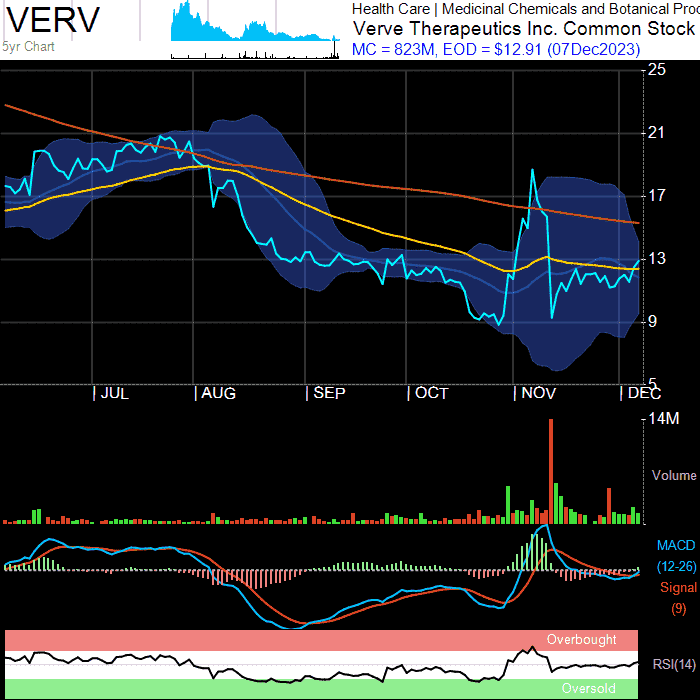 VERV
5yr Chart
Health Care | Medicinal Chemicals and Botanical Proc
Verve Therapeutics Inc. Common Stock
MC = 823M, EOD = $12.91 (07Dec2023)
25
21
17
13
9
5
| JUL | AUG | SEP | OCT | NOV | DEC
14M
Volume
MACD
(12-26)
Signal
(9)
Overbought
RSI(14)
Oversold